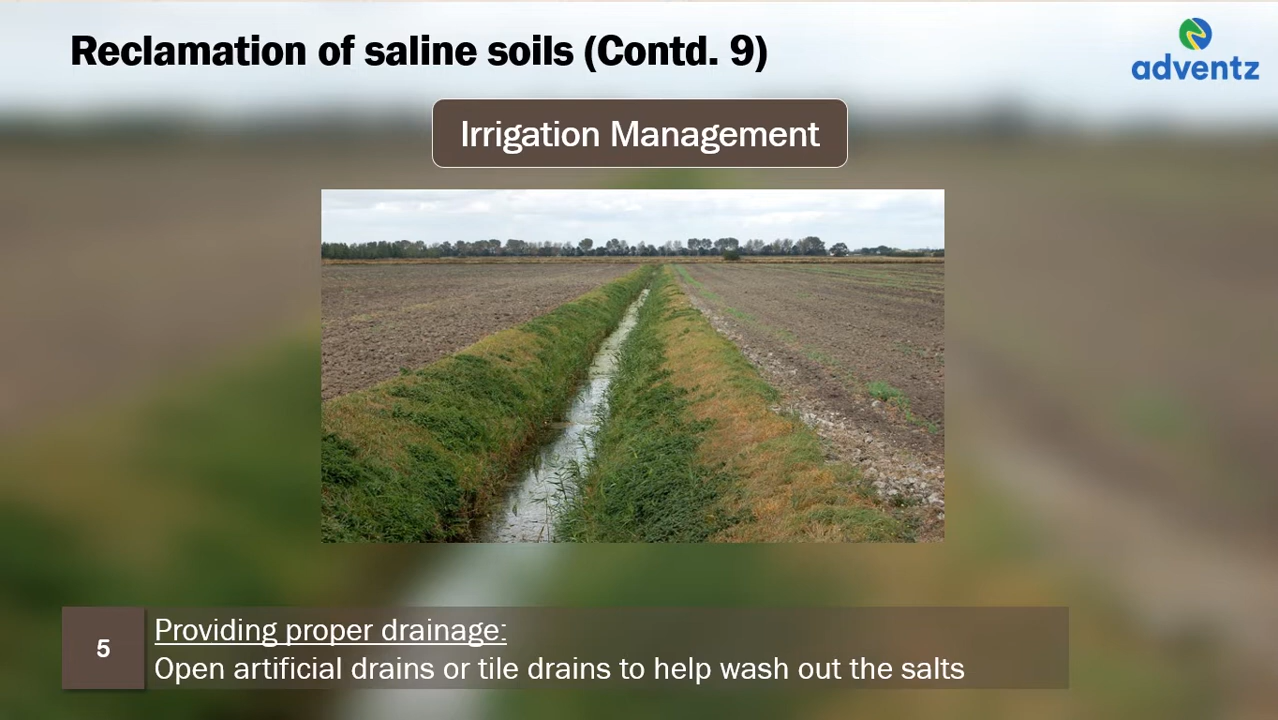 Reclamation of saline soils (Contd. 9)
adventz
Irrigation Management
5
Providing proper drainage:
Open artificial drains or tile drains to help wash out the salts